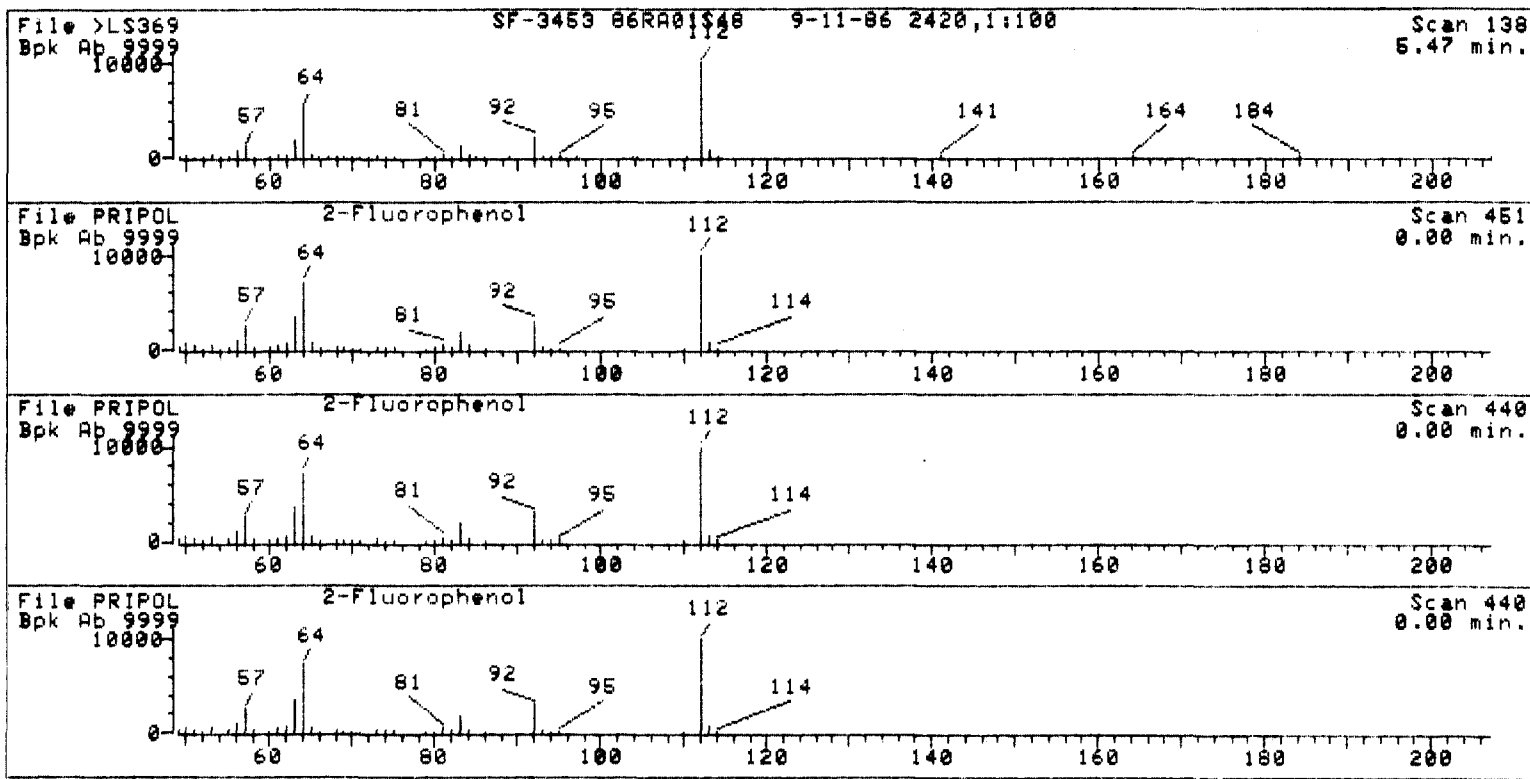 File >LS369 SF-3453 86RA01S48 9-11-86 2420,1:100 Scan 138
Bpk Ab 9999 112 5.47 min.
10000
64
57 81 92 95 141 164 184
0
60 80 100 120 140 160 180 200
File PRIPOL 2-Fluorophenol Scan 451
Bpk Ab 9999 112 0.00 min.
10000
64
57 81 92 95 114
0
60 80 100 120 140 160 180 200
File PRIPOL 2-Fluorophenol Scan 440
Bpk Ab 9999 112 0.00 min.
10000
64
57 81 92 95 114
0
60 80 100 120 140 160 180 200
File PRIPOL 2-Fluorophenol Scan 440
Bpk Ab 9999 112 0.00 min.
10000
64
57 81 92 95 114
0
60 80 100 120 140 160 180 200